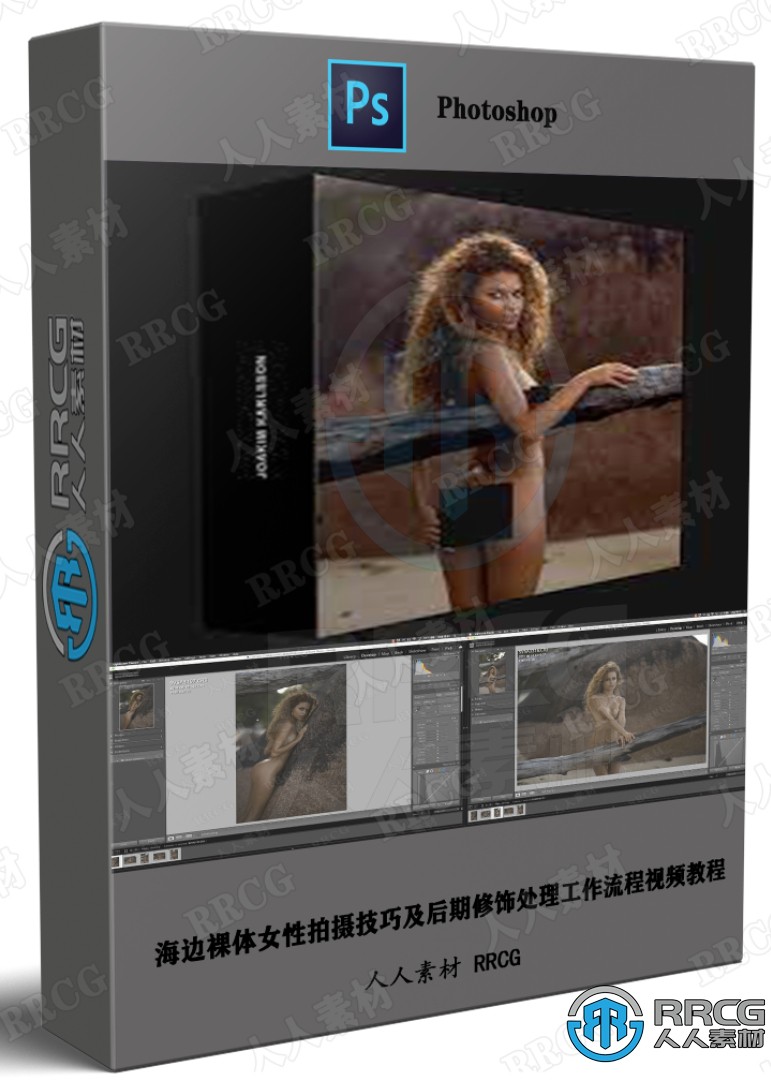 Ps
Photoshop
JOAKIM KARLSSON
RRCG
人人素材
海边裸体女性拍摄技巧及后期修饰处理工作流程视频教程
人人素材 RRCG
RRCG
人人素材